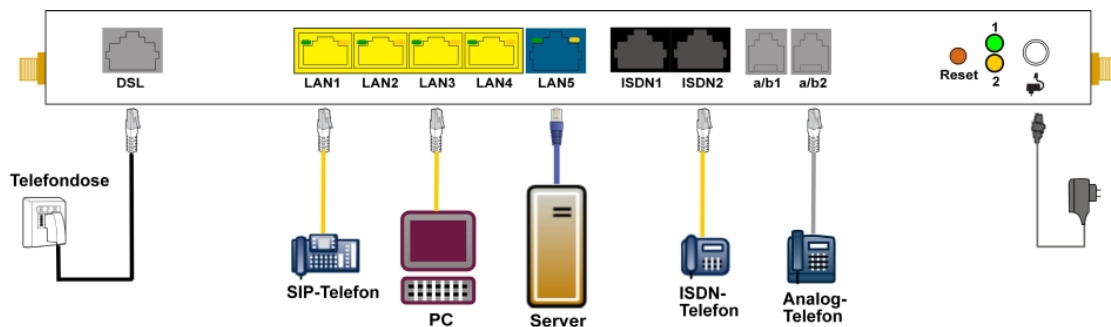 1
DSL
LAN1
LAN2
LAN3
LAN4
LAN5
ISDN1
ISDN2
a/b1
a/b2
Reset
2
Telefondose
SIP-Telefon
PC
Server
ISDN-
Telefon
Analog-
Telefon